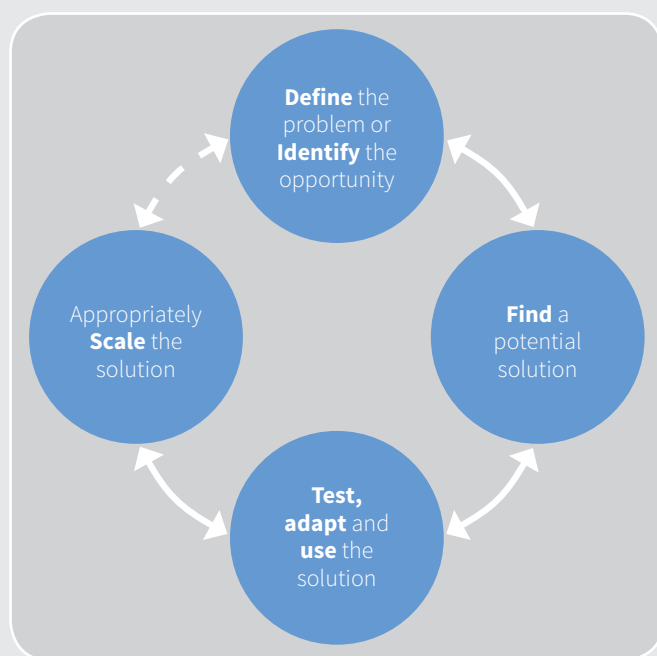 Define the
problem or
Identify the
opportunity
Find a
potential
solution
Test,
adapt and
use the
solution
Appropriately
Scale the
solution